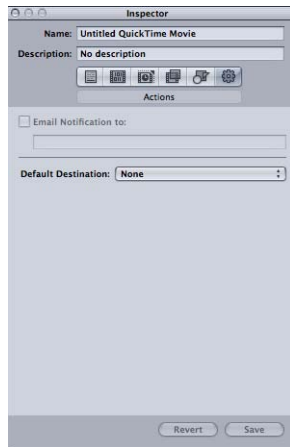 Inspector
Name: Untitled QuickTime Movie
Description: No description
Actions
Email Notification to:
Default Destination: None
Revert Save